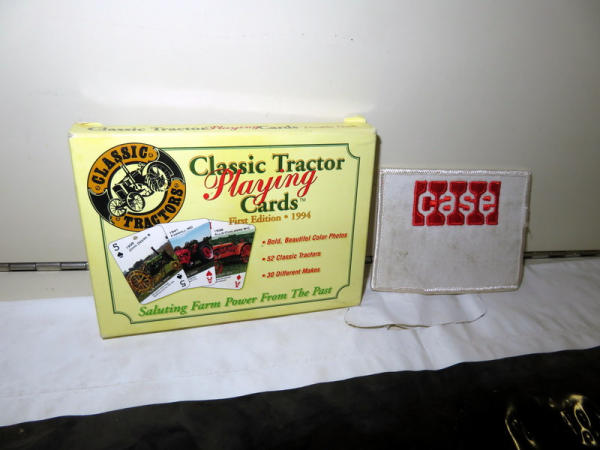 Classic Tractor Playing Cards
CLASSIC
TRACTORS
Classic Tractor
Playing
Cards™
First Edition • 1994
• Bold, Beautiful Color Photos
• 52 Classic Tractors
• 30 Different Makes
5
A
A
Saluting Farm Power From The Past
case